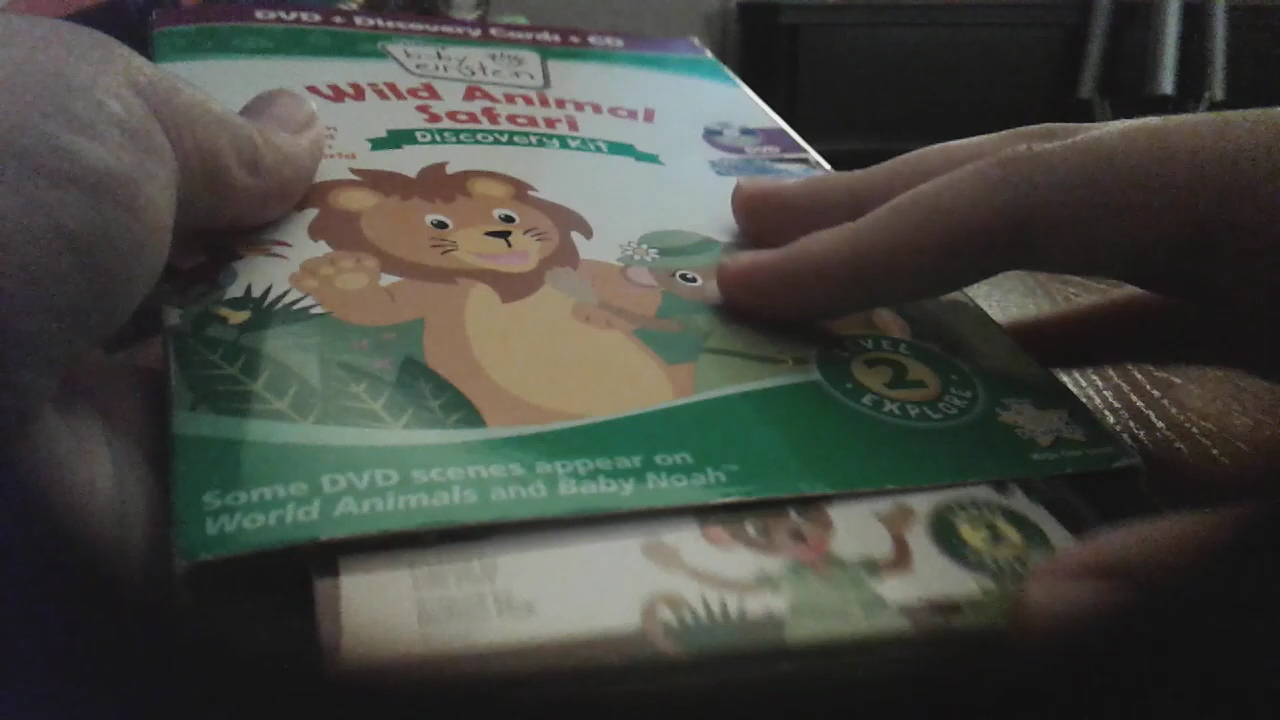 DVD + Discovery Cards + CD
baby
einstein
Wild Animal
Safari
Discovery Kit
DVD
LEVEL
2
EXPLORE
Some DVD scenes appear on
World Animals and Baby Noah™